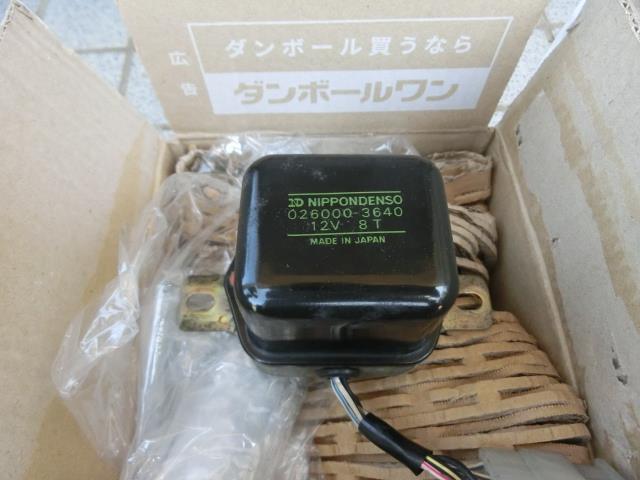 広告
ダンボール買うなら
ダンボールワン
ND NIPPONDENSO
026000-3640
12V 8T
MADE IN JAPAN